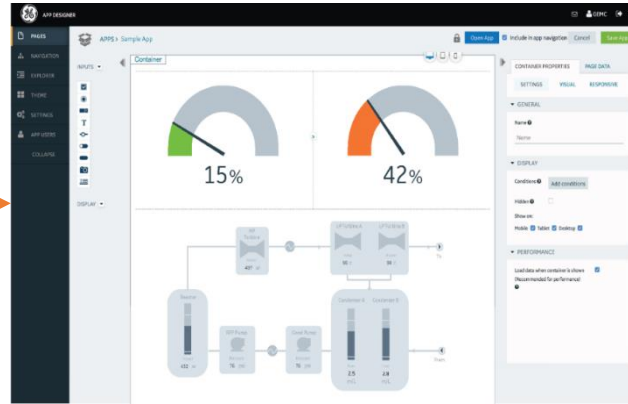 APP DESIGNER
GEMC
PAGES
NAVIGATION
EXPLORER
THEME
SETTINGS
APP USERS
COLLAPSE
APPS > Sample App
Open App
Include in app navigation
Cancel
Save App
INPUTS
DISPLAY
Container
15%
42%
Container A
Container B
CONTAINER PROPERTIES
PAGE DATA
SETTINGS
VISUAL
RESPONSIVE
GENERAL
Name
Name
DISPLAY
Conditions
Add conditions
Hidden
Show on:
Mobile
Tablet
Desktop
PERFORMANCE
Load data when container is shown
(Recommended for performance)